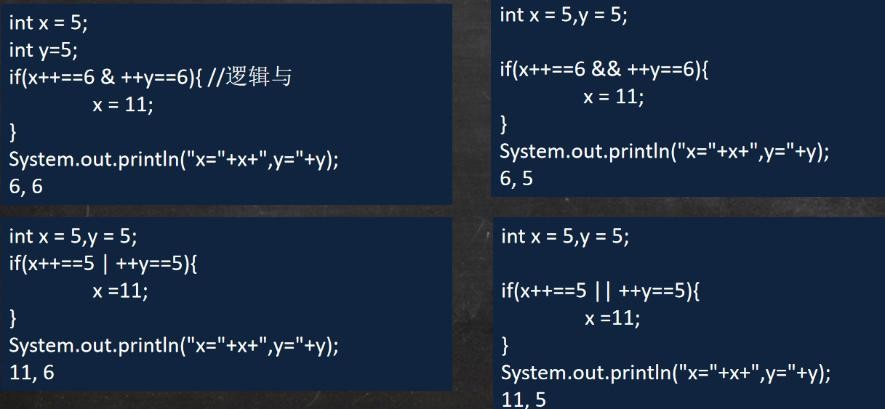 int x = 5;
int y=5;
if(x++==6 & ++y==6){ //逻辑与
x = 11;
}
System.out.println("x="+x+",y="+y);
6, 6
int x = 5,y = 5;
if(x++==6 && ++y==6){
x = 11;
}
System.out.println("x="+x+",y="+y);
6, 5
int x = 5,y = 5;
if(x++==5 | ++y==5){
x =11;
}
System.out.println("x="+x+",y="+y);
11, 6
int x = 5,y = 5;
if(x++==5 || ++y==5){
x =11;
}
System.out.println("x="+x+",y="+y);
11, 5